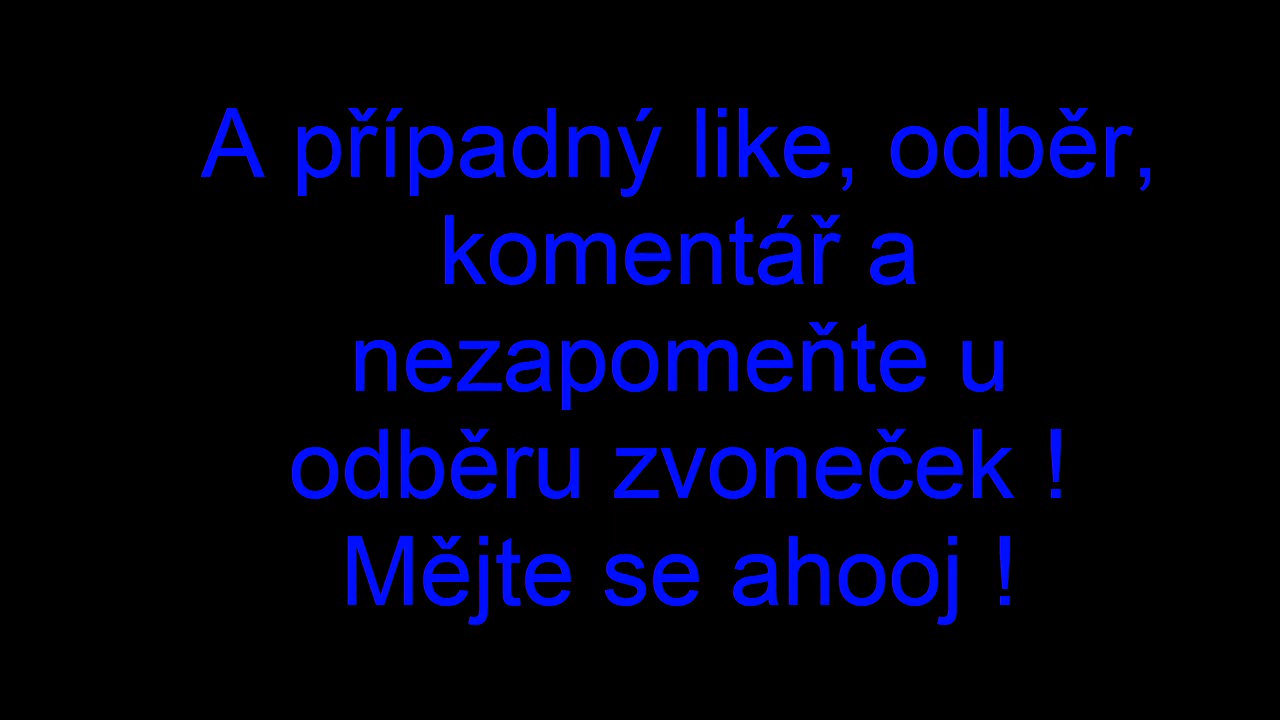 A případný like, odběr,
komentář a
nezapomeňte u
odběru zvoneček !
Mějte se ahooj !